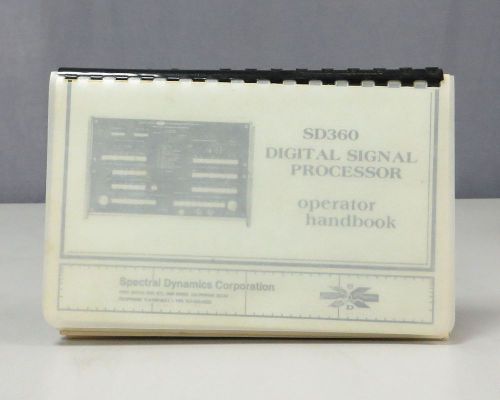 SD360
DIGITAL SIGNAL
PROCESSOR
operator
handbook
Spectral Dynamics Corporation
S
D